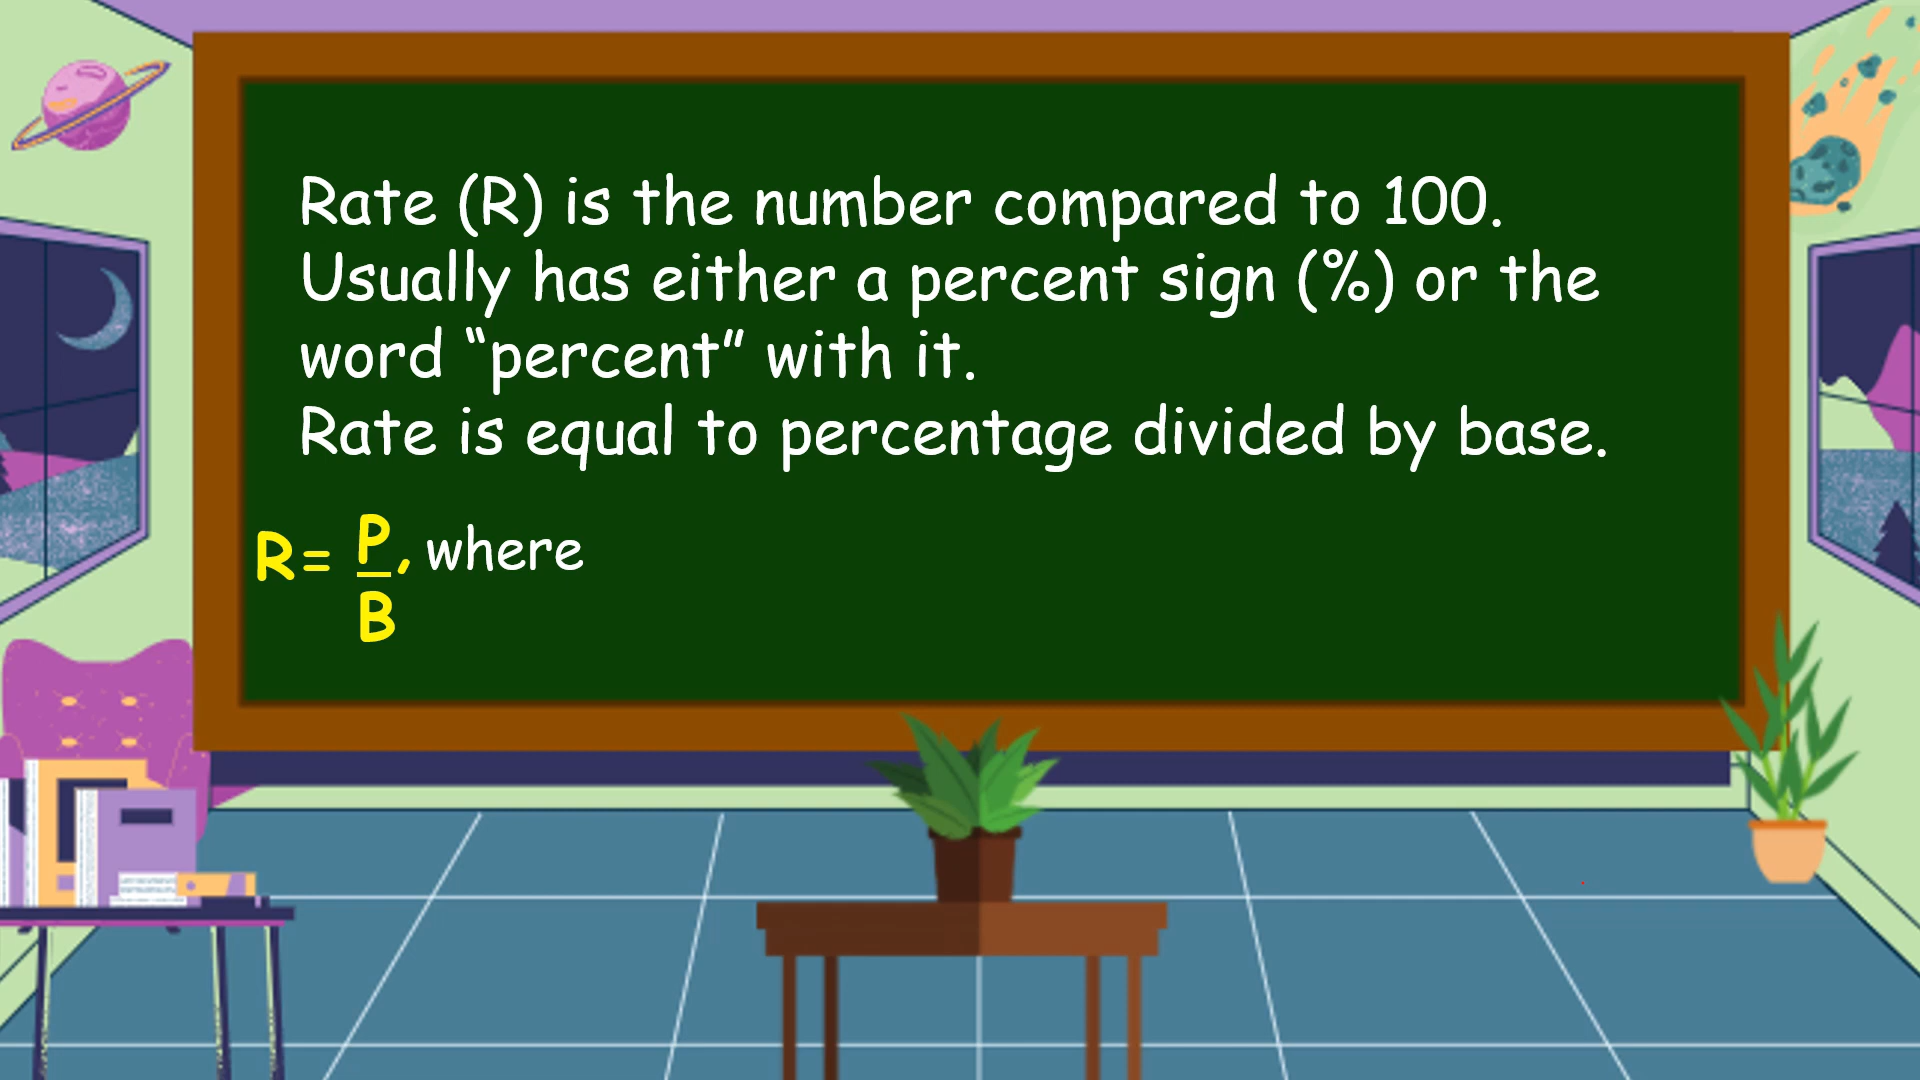 Rate (R) is the number compared to 100.
Usually has either a percent sign (%) or the
word “percent” with it.
Rate is equal to percentage divided by base.
R= P/B, where